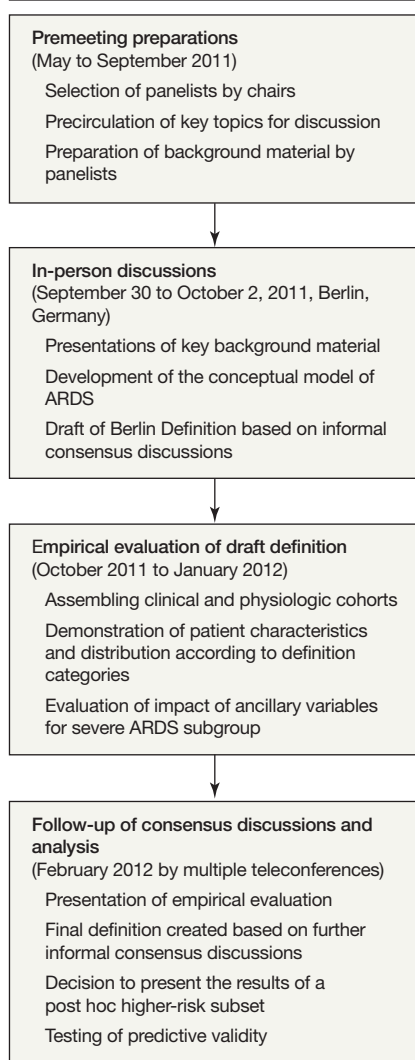 Premeeting preparations
(May to September 2011)
Selection of panelists by chairs
Precirculation of key topics for discussion
Preparation of background material by
panelists
In-person discussions
(September 30 to October 2, 2011, Berlin,
Germany)
Presentations of key background material
Development of the conceptual model of
ARDS
Draft of Berlin Definition based on informal
consensus discussions
Empirical evaluation of draft definition
(October 2011 to January 2012)
Assembling clinical and physiologic cohorts
Demonstration of patient characteristics
and distribution according to definition
categories
Evaluation of impact of ancillary variables
for severe ARDS subgroup
Follow-up of consensus discussions and
analysis
(February 2012 by multiple teleconferences)
Presentation of empirical evaluation
Final definition created based on further
informal consensus discussions
Decision to present the results of a
post hoc higher-risk subset
Testing of predictive validity